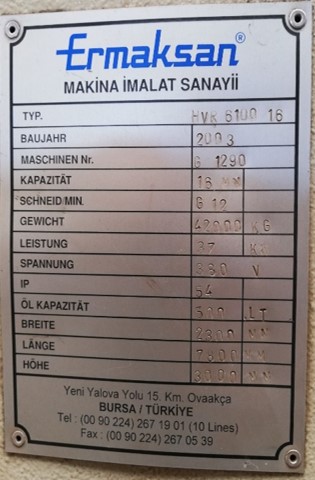 Ermaksan®
MAKİNA İMALAT SANAYİİ
TYP. HVR 6100 16
BAUJAHR 2003
MASCHINEN Nr. G 1290
KAPAZITÄT 16 MM
SCHNEID/MIN. G 12
GEWICHT 42000 KG
LEISTUNG 37 KW
SPANNUNG V
IP 54
ÖL KAPAZITÄT LT
BREITE 2300 MM
LÄNGE 7800 MM
HÖHE 3000 MM
Yeni Yalova Yolu 15. Km. Ovaakça
BURSA / TÜRKİYE
Tel : (00 90 224) 267 19 01 (10 Lines)
Fax : (00 90 224) 267 05 39